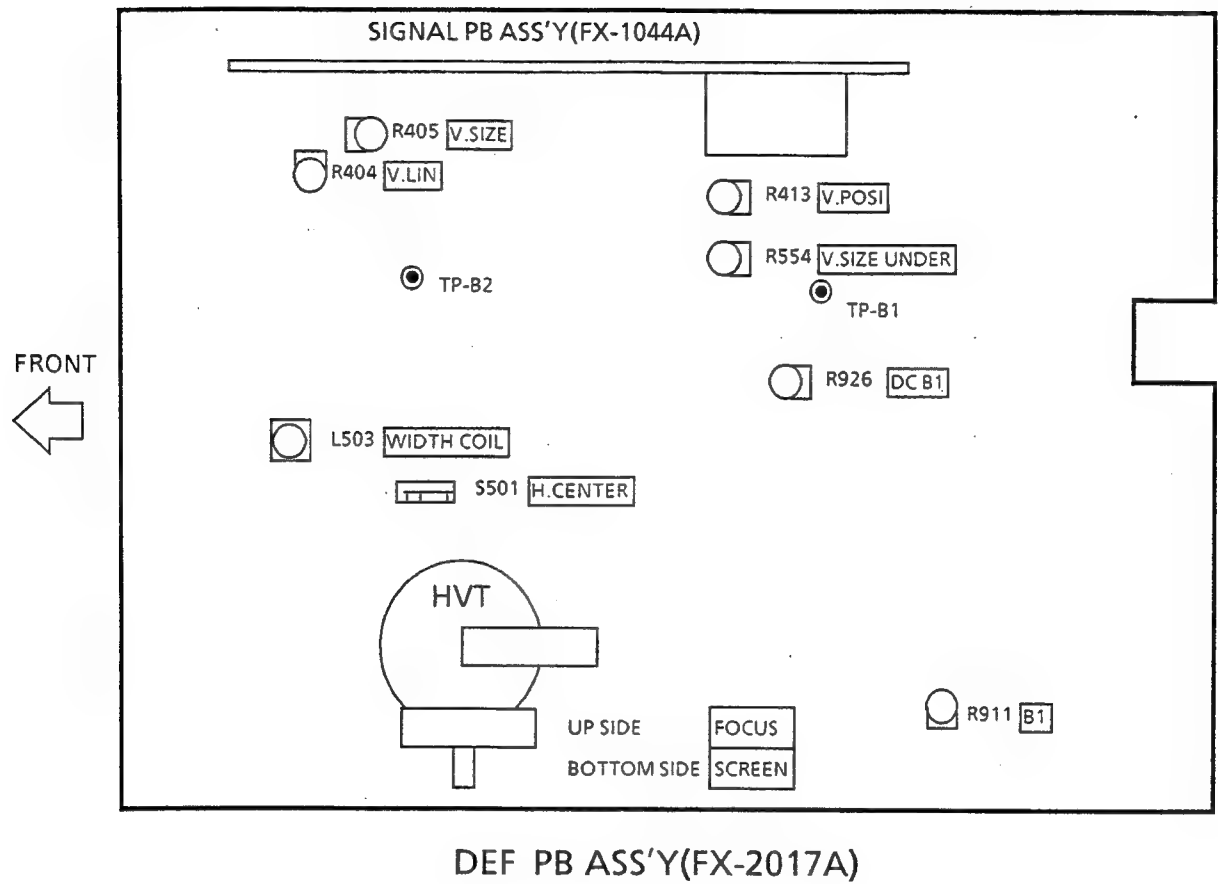 SIGNAL PB ASS'Y(FX-1044A)
R405 V.SIZE
R404 V.LiN
R413 V.POSI
R554 V.SIZE UNDER
TP-B2
TP-B1
FRONT
R926 DC B1
L503 WIDTH COIL
S501 H.CENTER
HVT
R911 B1
UP SIDE FOCUS
BOTTOM SIDE SCREEN
DEF PB ASS'Y(FX-2017A)